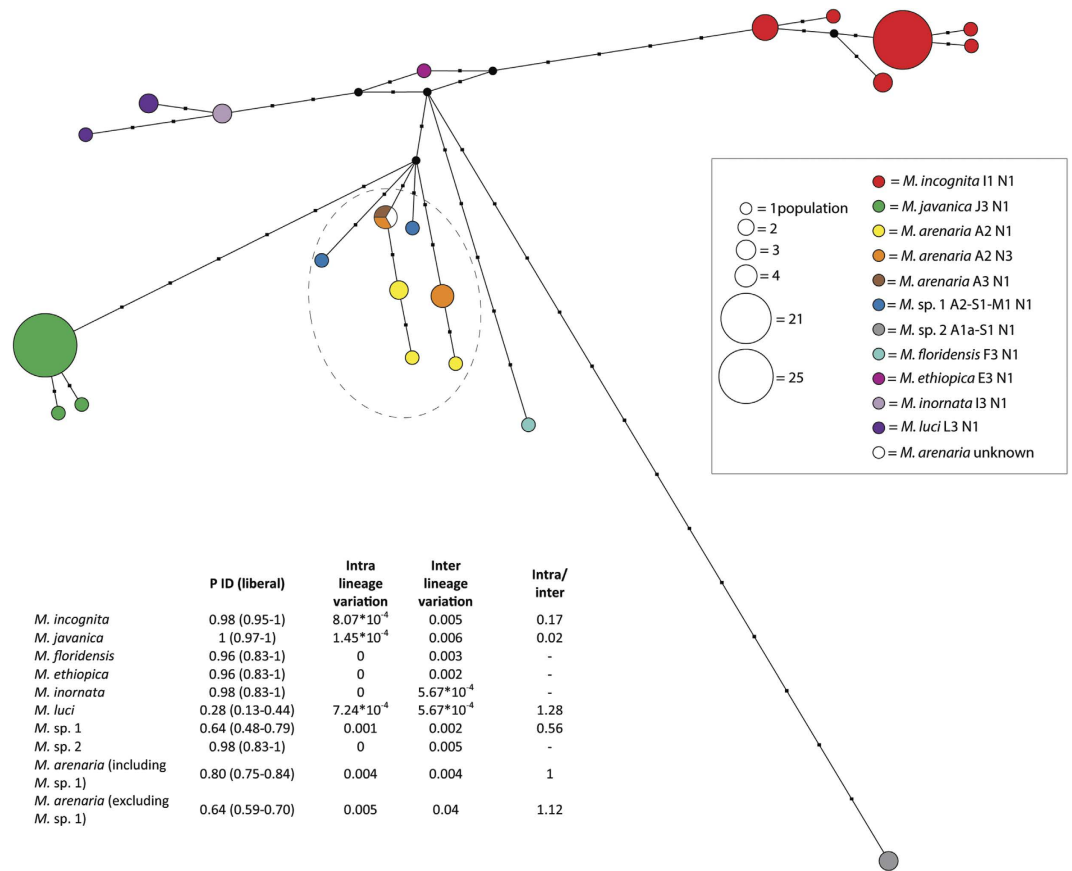 = M. incognita I1 N1
= 1population
= M. javanica J3 N1
= 2
= M. arenaria A2 N1
= 3
= M. arenaria A2 N3
= 4
= M. arenaria A3 N1
= M. sp. 1 A2-S1-M1 N1
= 21
= M. sp. 2 A1a-S1 N1
= M. floridensis F3 N1
= 25
= M. ethiopica E3 N1
= M. inornata I3 N1
= M. luci L3 N1
= M. arenaria unknown
P ID (liberal) Intra lineage variation Inter lineage variation Intra/ inter
M. incognita 0.98 (0.95-1) 8.07*10-4 0.005 0.17
M. javanica 1 (0.97-1) 1.45*10-4 0.006 0.02
M. floridensis 0.96 (0.83-1) 0 0.003 -
M. ethiopica 0.96 (0.83-1) 0 0.002 -
M. inornata 0.98 (0.83-1) 0 5.67*10-4 -
M. luci 0.28 (0.13-0.44) 7.24*10-4 5.67*10-4 1.28
M. sp. 1 0.64 (0.48-0.79) 0.001 0.002 0.56
M. sp. 2 0.98 (0.83-1) 0 0.005 -
M. arenaria (including
M. sp. 1) 0.80 (0.75-0.84) 0.004 0.004 1
M. arenaria (excluding
M. sp. 1) 0.64 (0.59-0.70) 0.005 0.04 1.12